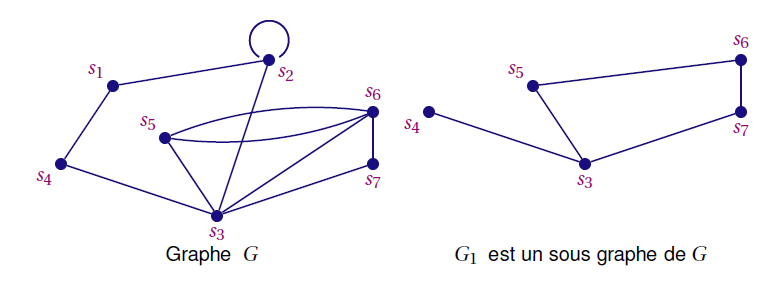 s1
s2
s5
s6
s4
s7
s3
Graphe G
s6
s5
s4
s7
s3
G1 est un sous graphe de G